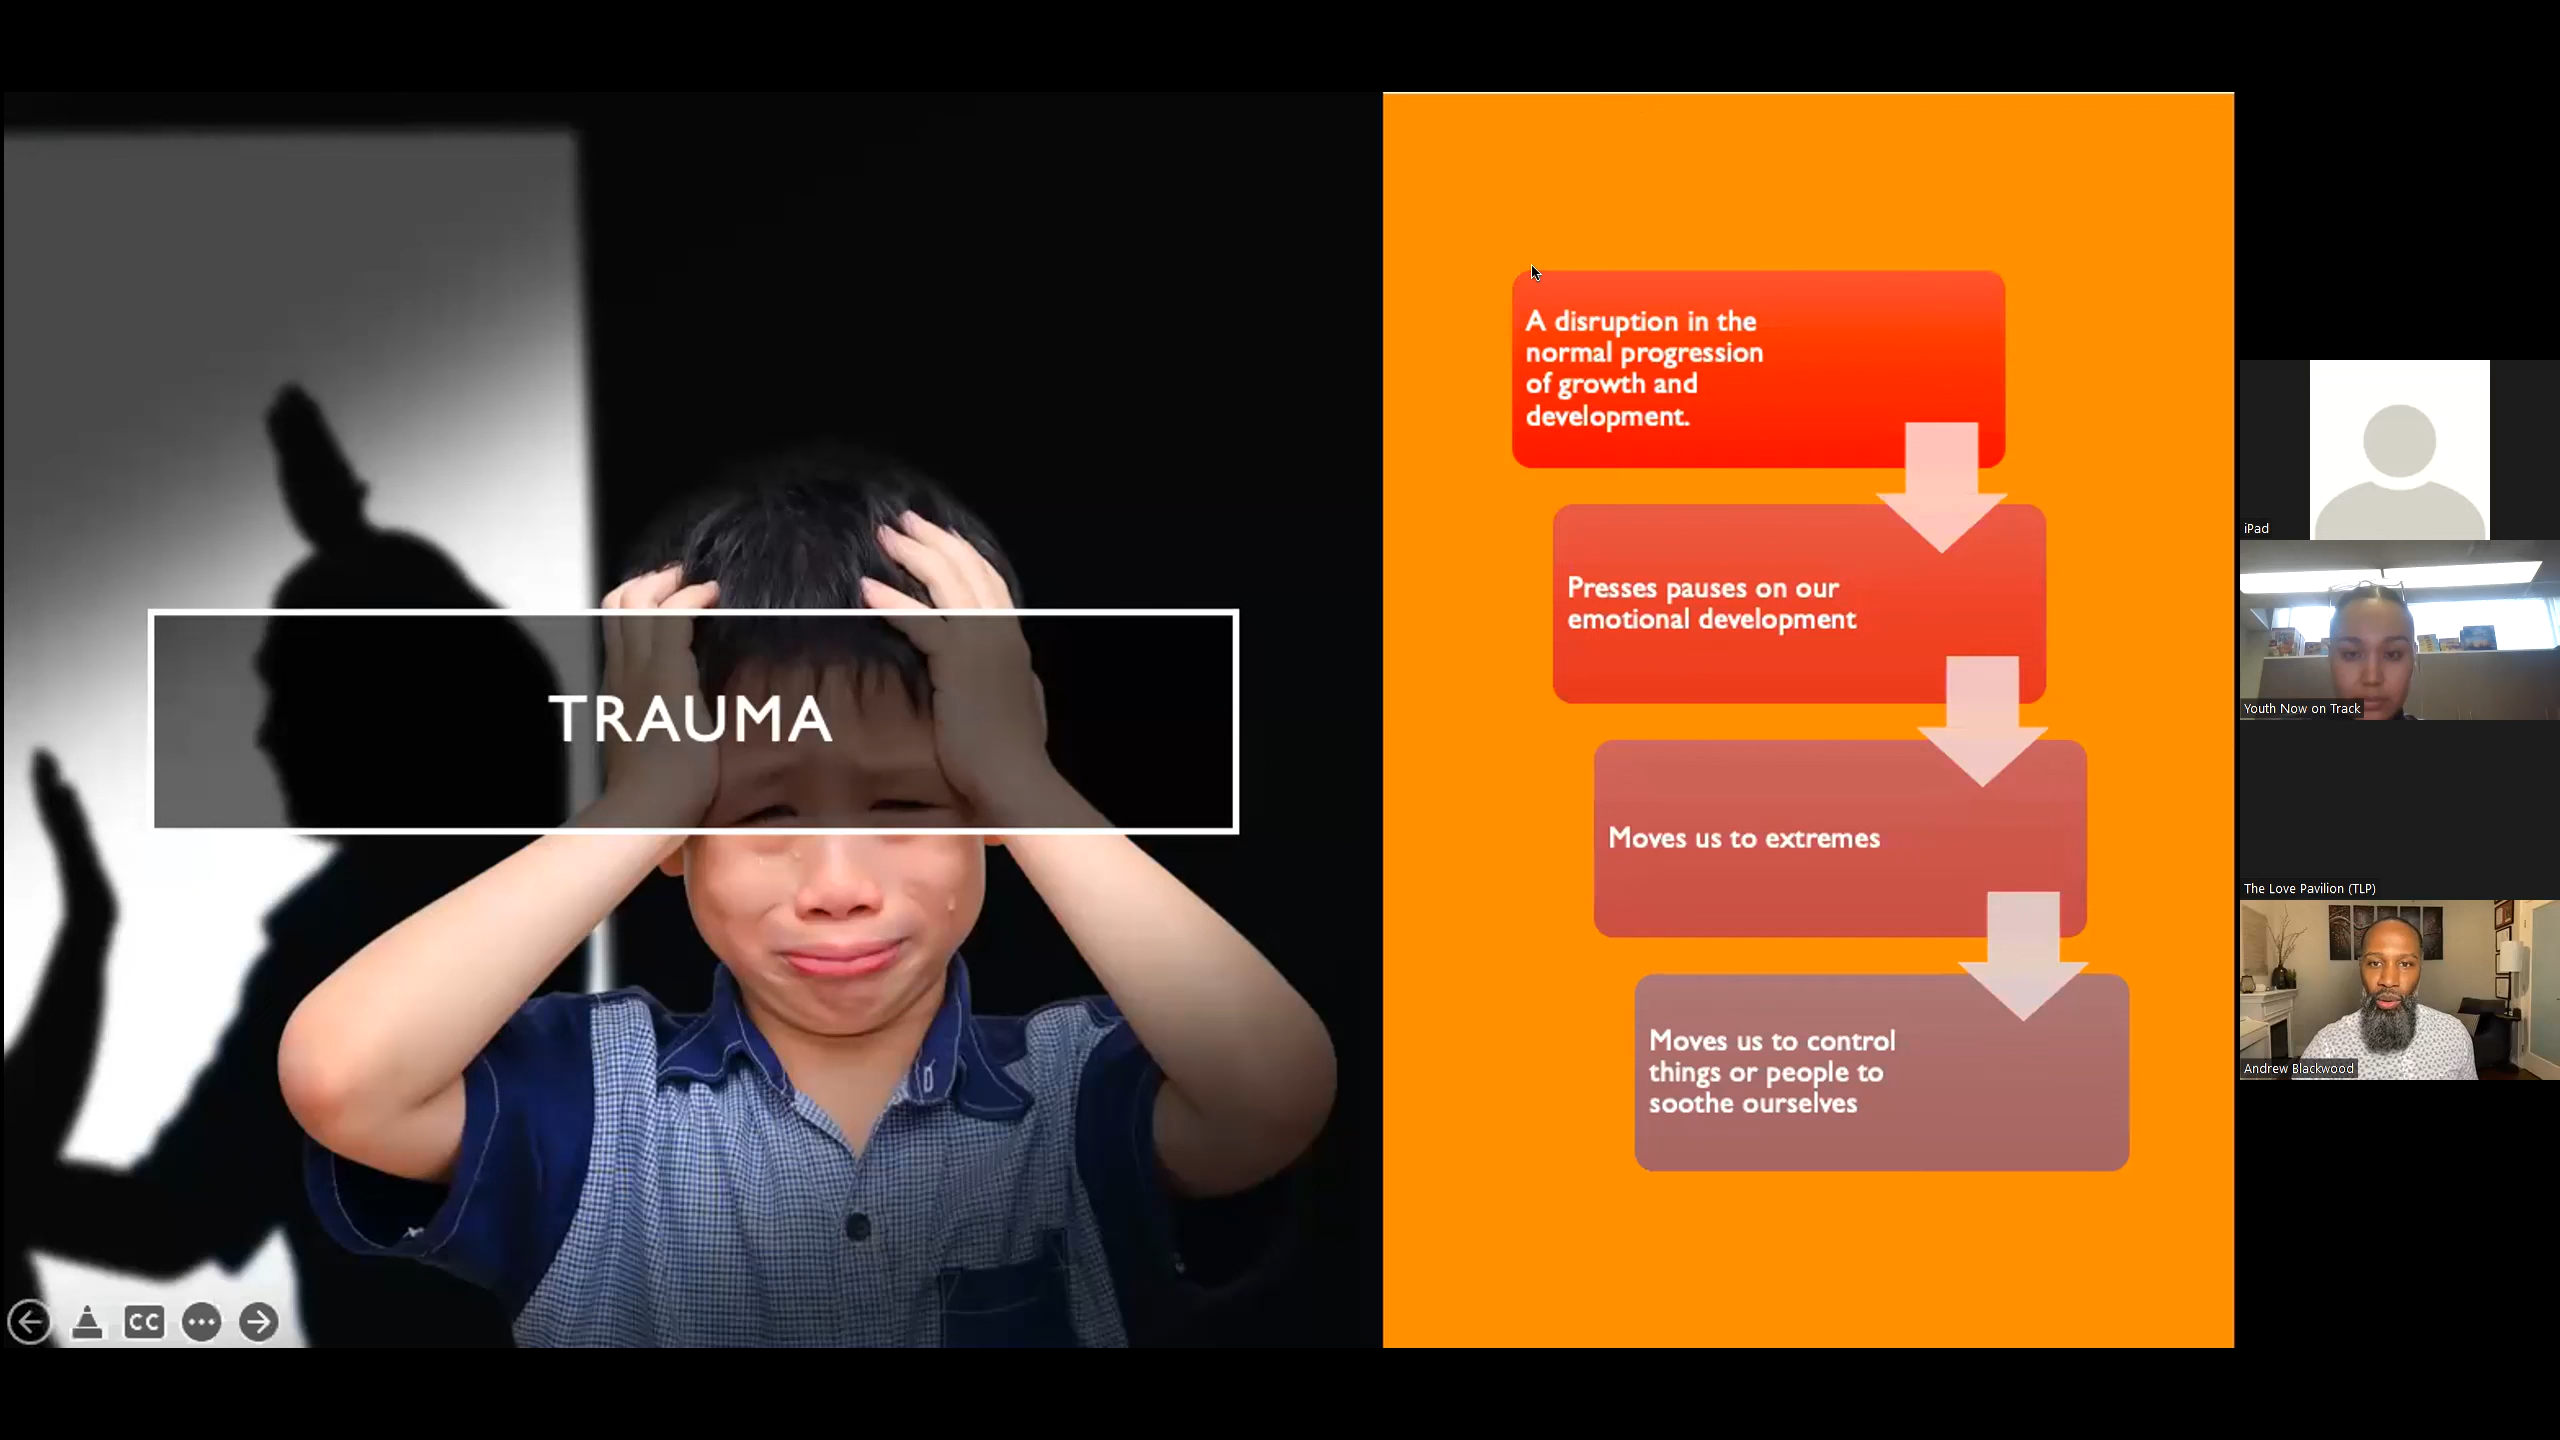 TRAUMA
A disruption in the
normal progression
of growth and
development.
Presses pauses on our
emotional development
Moves us to extremes
Moves us to control
things or people to
soothe ourselves
CC
iPad
Youth Now on Track
The Love Pavilion (TLP)
Andrew Blackwood